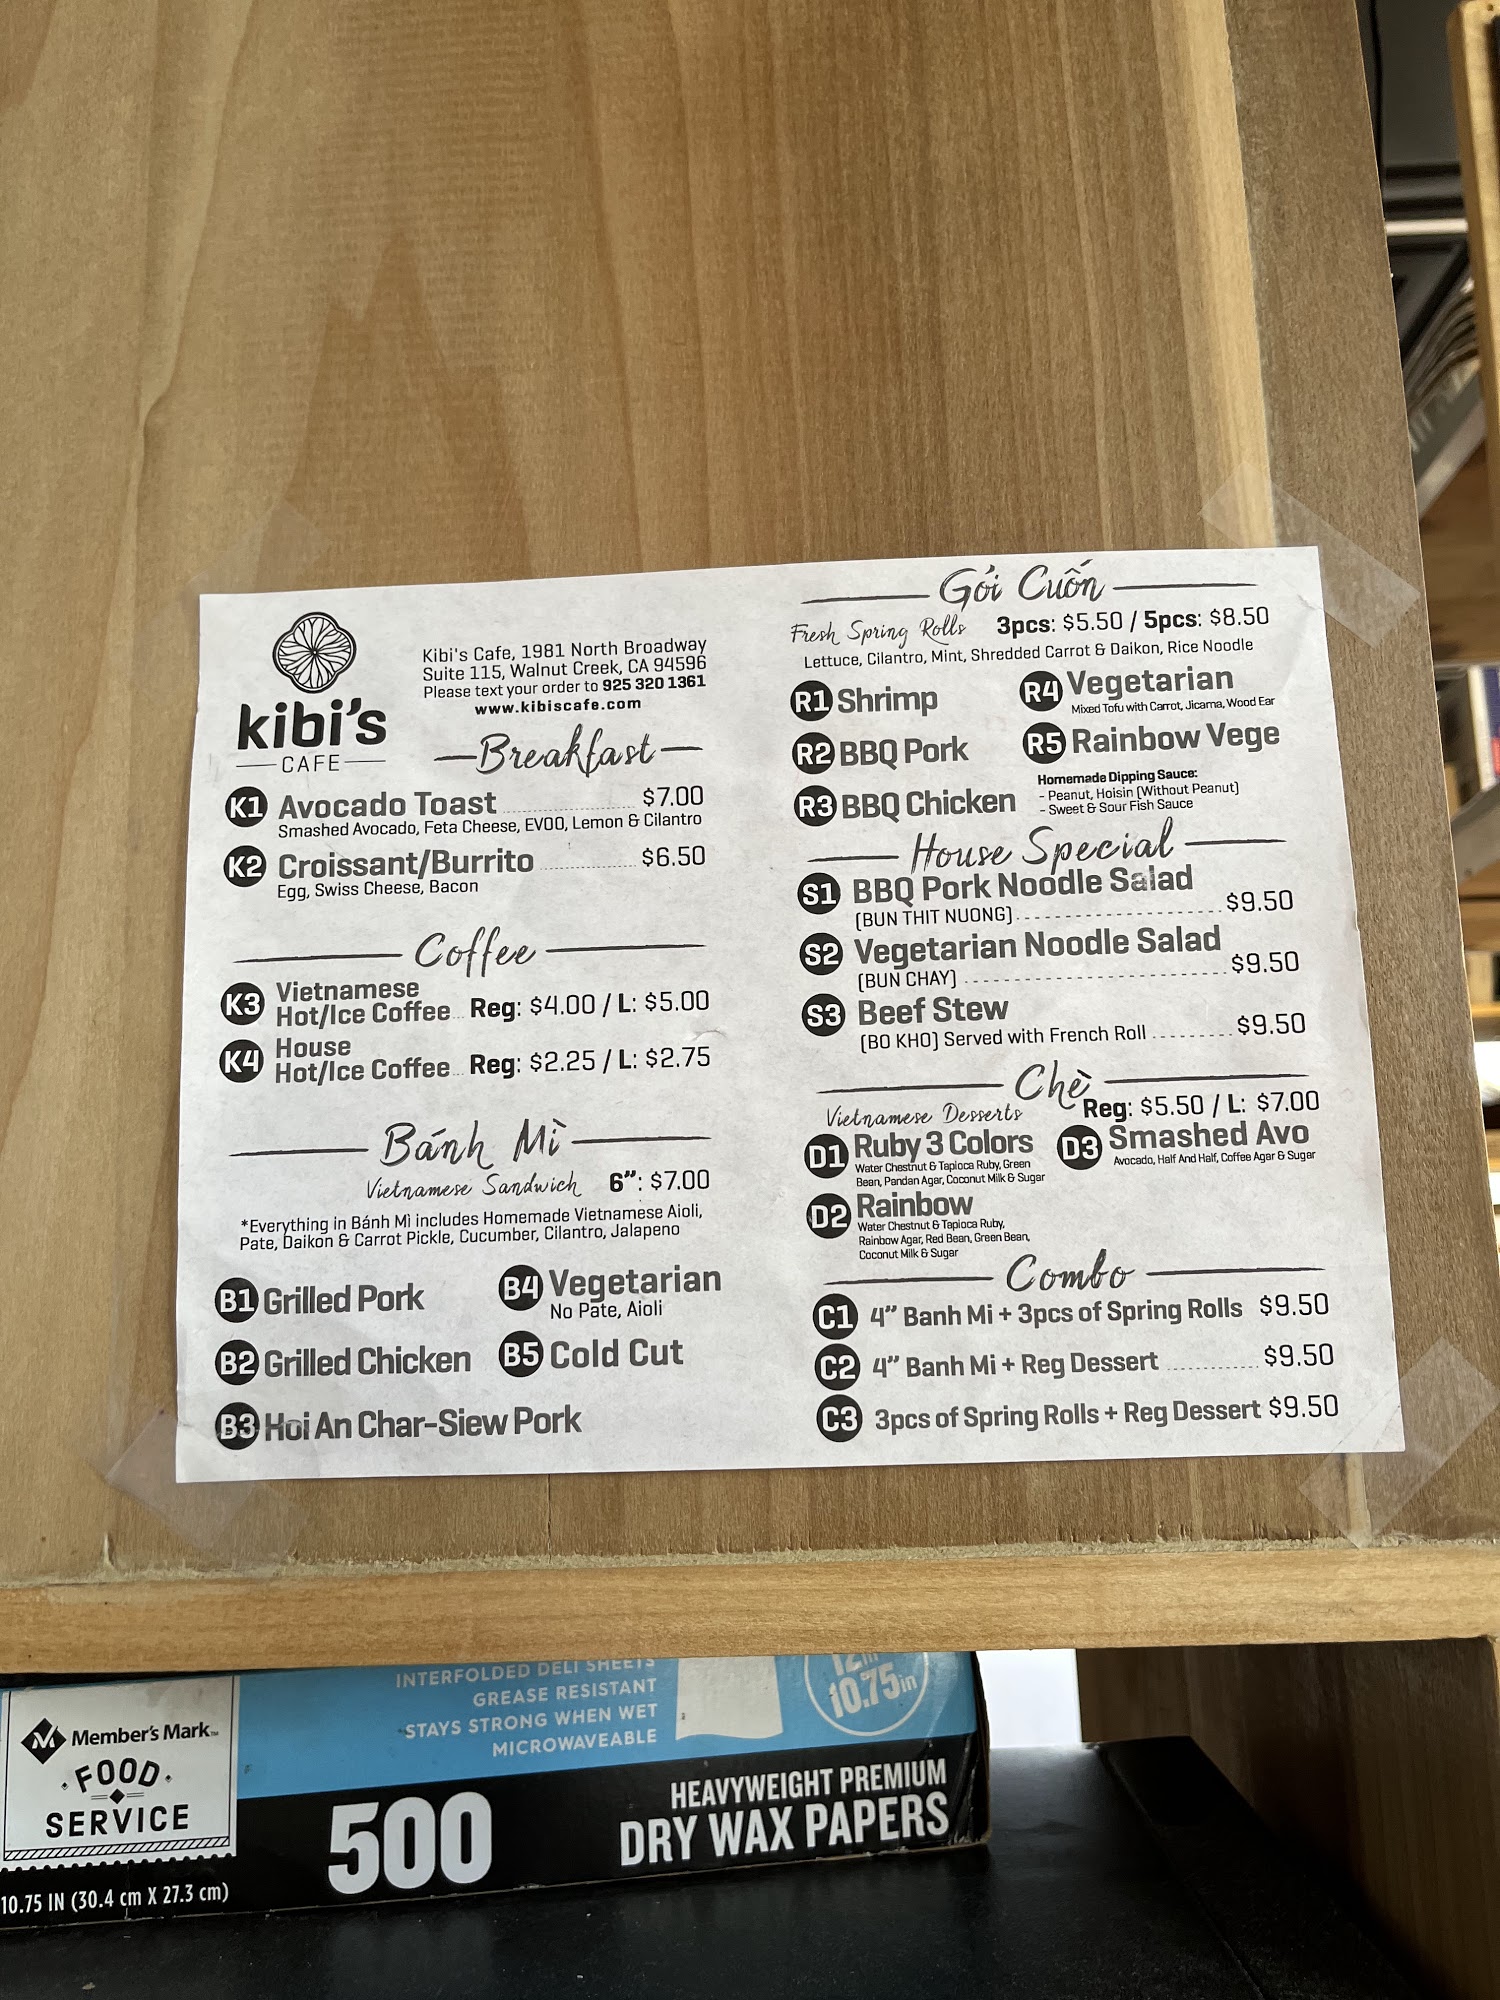 kibi's
CAFE
Kibi's Cafe, 1981 North Broadway
Suite 115, Walnut Creek, CA 94596
Please text your order to 925 320 1361
www.kibiscafe.com
Breakfast
K1 Avocado Toast $7.00
Smashed Avocado, Feta Cheese, EVOO, Lemon & Cilantro
K2 Croissant/Burrito $6.50
Egg, Swiss Cheese, Bacon
Coffee
K3 Vietnamese
Hot/Ice Coffee Reg: $4.00 / L: $5.00
K4 House
Hot/Ice Coffee Reg: $2.25 / L: $2.75
Bánh Mì
Vietnamese Sandwich 6": $7.00
*Everything in Bánh Mì includes Homemade Vietnamese Aioli,
Pate, Daikon & Carrot Pickle, Cucumber, Cilantro, Jalapeno
B1 Grilled Pork
B2 Grilled Chicken
B3 Hoi An Char-Siew Pork
B4 Vegetarian
No Pate, Aioli
B5 Cold Cut
Gỏi Cuốn
Fresh Spring Rolls 3pcs: $5.50 / 5pcs: $8.50
Lettuce, Cilantro, Mint, Shredded Carrot & Daikon, Rice Noodle
R1 Shrimp
R2 BBQ Pork
R3 BBQ Chicken
R4 Vegetarian
Mixed Tofu with Carrot, Jicama, Wood Ear
R5 Rainbow Vege
Homemade Dipping Sauce:
- Peanut, Hoisin (Without Peanut)
- Sweet & Sour Fish Sauce
House Special
S1 BBQ Pork Noodle Salad
(BUN THIT NUONG) $9.50
S2 Vegetarian Noodle Salad
(BUN CHAY) $9.50
S3 Beef Stew
(BO KHO) Served with French Roll $9.50
Chè
Vietnamese Desserts Reg: $5.50 / L: $7.00
D1 Ruby 3 Colors
Water Chestnut & Tapioca Ruby, Green
Bean, Pandan Agar, Coconut Milk & Sugar
D2 Rainbow
Water Chestnut & Tapioca Ruby,
Rainbow Agar, Red Bean, Green Bean,
Coconut Milk & Sugar
D3 Smashed Avo
Avocado, Half And Half, Coffee Agar & Sugar
Combo
C1 4" Banh Mi + 3pcs of Spring Rolls $9.50
C2 4" Banh Mi + Reg Dessert $9.50
C3 3pcs of Spring Rolls + Reg Dessert $9.50
Member's Mark™
FOOD
SERVICE
10.75 IN (30.4 cm X 27.3 cm)
INTERFOLDED DELI SHEETS
GREASE RESISTANT
STAYS STRONG WHEN WET
MICROWAVEABLE
12in
10.75in
500
HEAVYWEIGHT PREMIUM
DRY WAX PAPERS